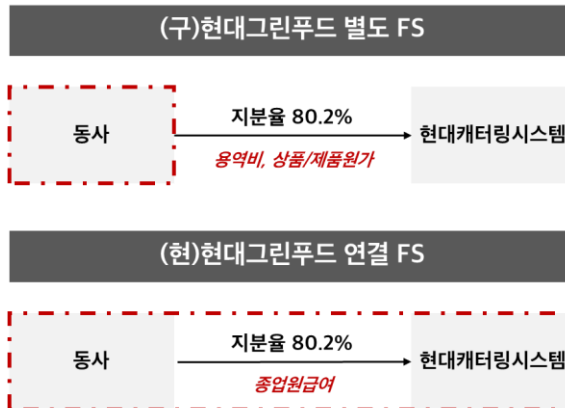 (구)현대그린푸드 별도 FS
동사
지분율 80.2%
현대캐터링시스템
용역비, 상품/제품원가
(현)현대그린푸드 연결 FS
동사
지분율 80.2%
현대캐터링시스템
종업원급여